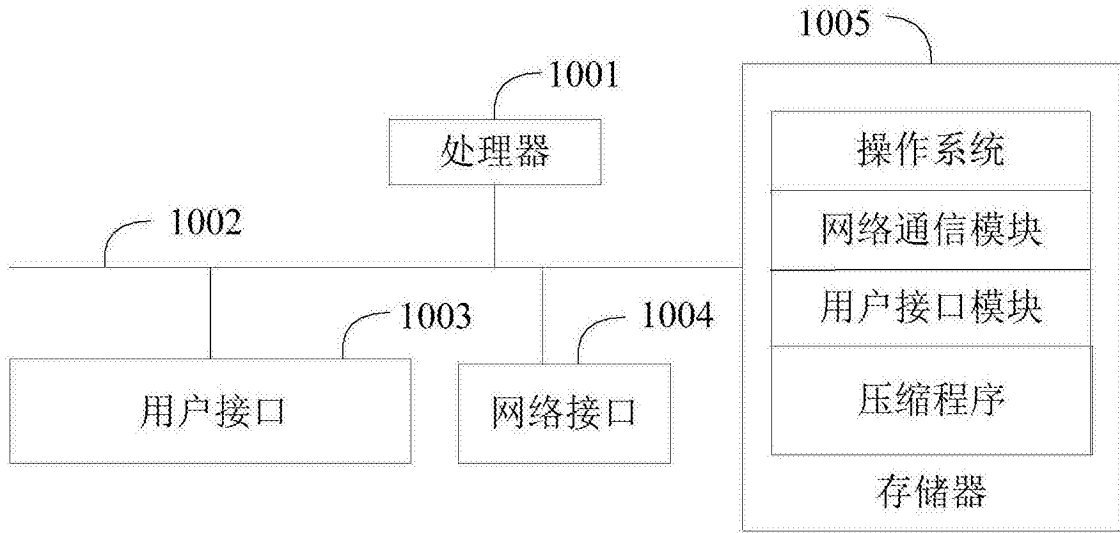 1005
1001
处理器
操作系统
1002
网络通信模块
1003
1004
用户接口模块
用户接口
网络接口
压缩程序
存储器